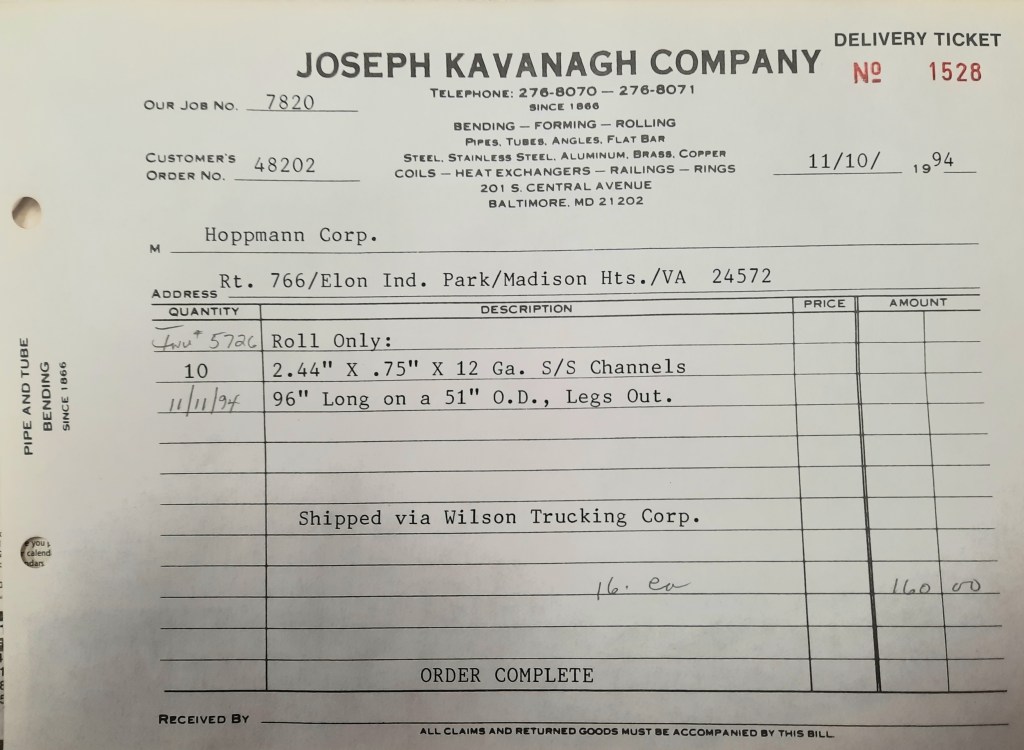 DELIVERY TICKET
JOSEPH KAVANAGH COMPANY
Nº 1528
TELEPHONE: 276-8070 — 276-8071
SINCE 1866
OUR JOB NO. 7820
BENDING — FORMING — ROLLING
PIPES, TUBES, ANGLES, FLAT BAR
STEEL, STAINLESS STEEL, ALUMINUM, BRASS, COPPER
COILS — HEAT EXCHANGERS — RAILINGS — RINGS
201 S. CENTRAL AVENUE
BALTIMORE, MD 21202
CUSTOMER'S
ORDER NO. 48202
11/10/ 1994
M Hoppmann Corp.
ADDRESS Rt. 766/Elon Ind. Park/Madison Hts./VA 24572
QUANTITY DESCRIPTION PRICE AMOUNT
Inv# 5726 Roll Only:
10 2.44" X .75" X 12 Ga. S/S Channels
11/11/94 96" Long on a 51" O.D., Legs Out.
Shipped via Wilson Trucking Corp.
16. ea 160 00
ORDER COMPLETE
RECEIVED BY
ALL CLAIMS AND RETURNED GOODS MUST BE ACCOMPANIED BY THIS BILL
PIPE AND TUBE
BENDING
SINCE 1866
you
calend
dars